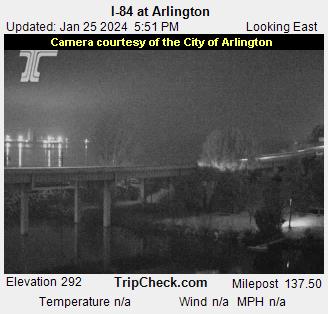 I-84 at Arlington
Updated: Jan 25 2024 5:51 PM Looking East
Camera courtesy of the City of Arlington
Elevation 292 TripCheck.com Milepost 137.50
Temperature n/a Wind n/a MPH n/a